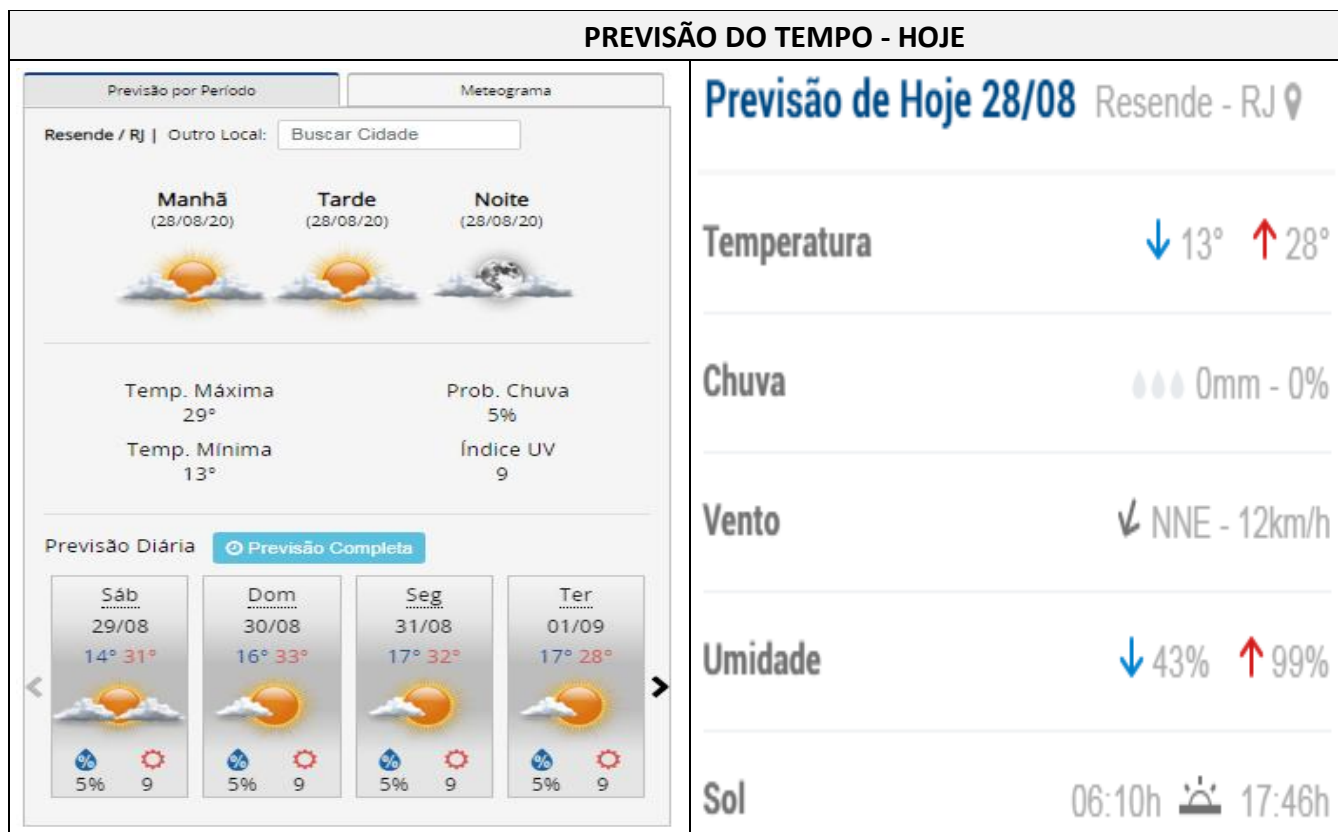 PREVISÃO DO TEMPO - HOJE
Previsão por Período Meteograma
Resende / RJ | Outro Local: Buscar Cidade
Manhã Tarde Noite
(28/08/20) (28/08/20) (28/08/20)
Temp. Máxima Prob. Chuva
29° 5%
Temp. Mínima Índice UV
13° 9
Previsão Diária Previsão Completa
Sáb Dom Seg Ter
29/08 30/08 31/08 01/09
14° 31° 16° 33° 17° 32° 17° 28°
% % % %
5% 9 5% 9 5% 9 5% 9
Previsão de Hoje 28/08 Resende - RJ
Temperatura 13° 28°
Chuva 0mm - 0%
Vento NNE - 12km/h
Umidade 43% 99%
Sol 06:10h 17:46h